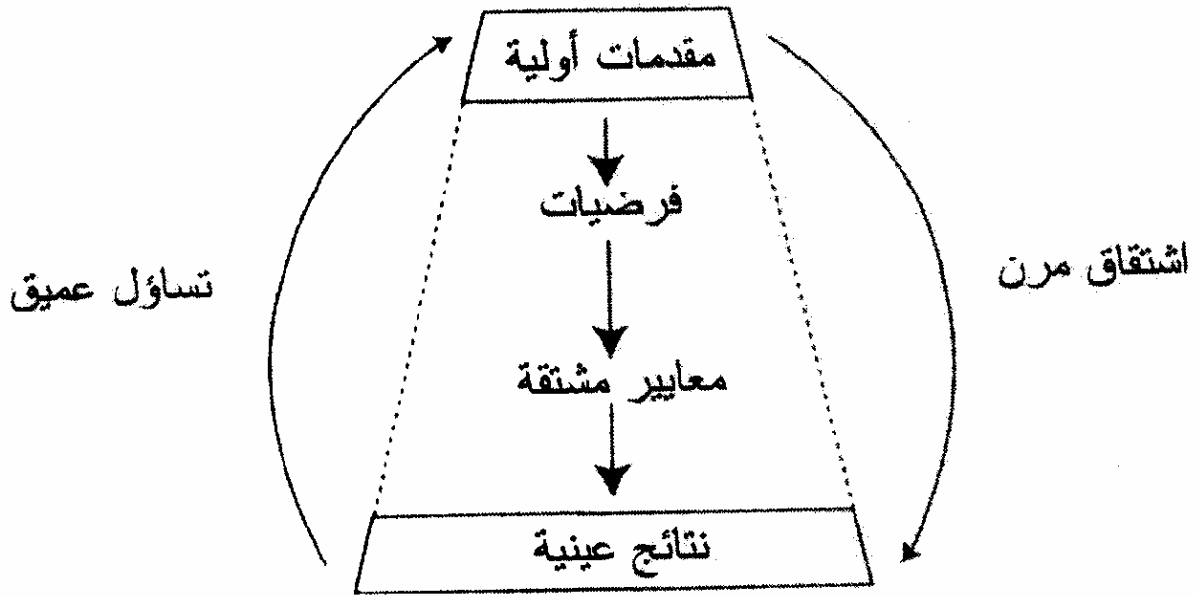 مقدمات أولية
فرضيات
اشتقاق مرن
تساؤل عميق
معايير مشتقة
نتائج عينية